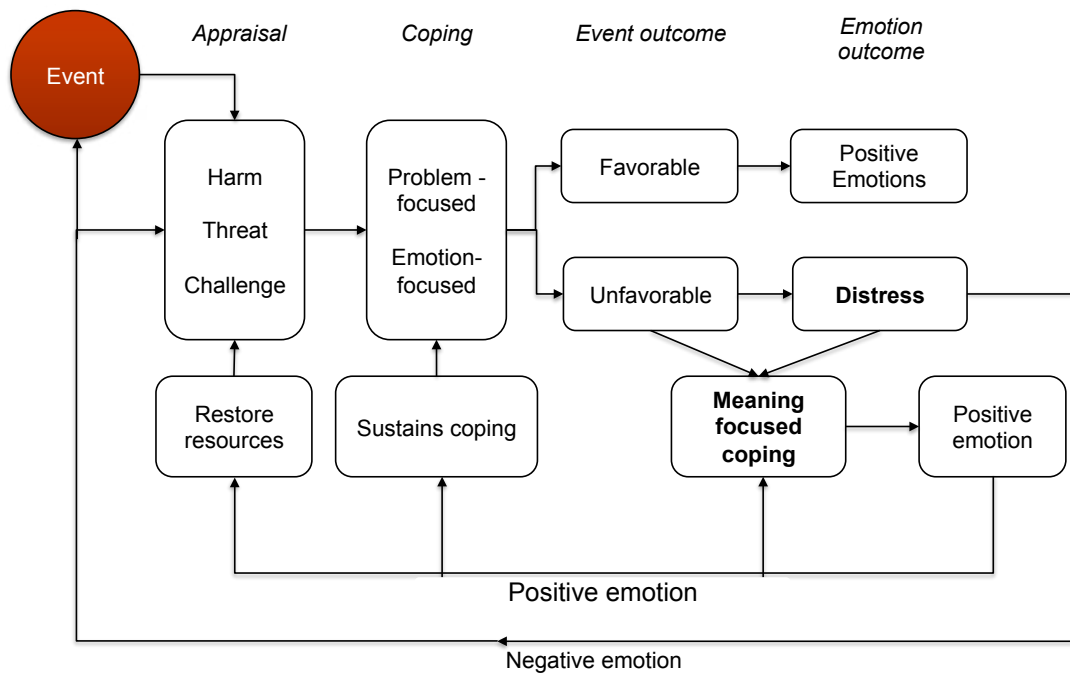 Appraisal
Coping
Event outcome
Emotion
outcome
Event
Harm
Threat
Challenge
Problem -
focused
Emotion-
focused
Favorable
Positive
Emotions
Unfavorable
Distress
Restore
resources
Sustains coping
Meaning
focused
coping
Positive
emotion
Positive emotion
Negative emotion